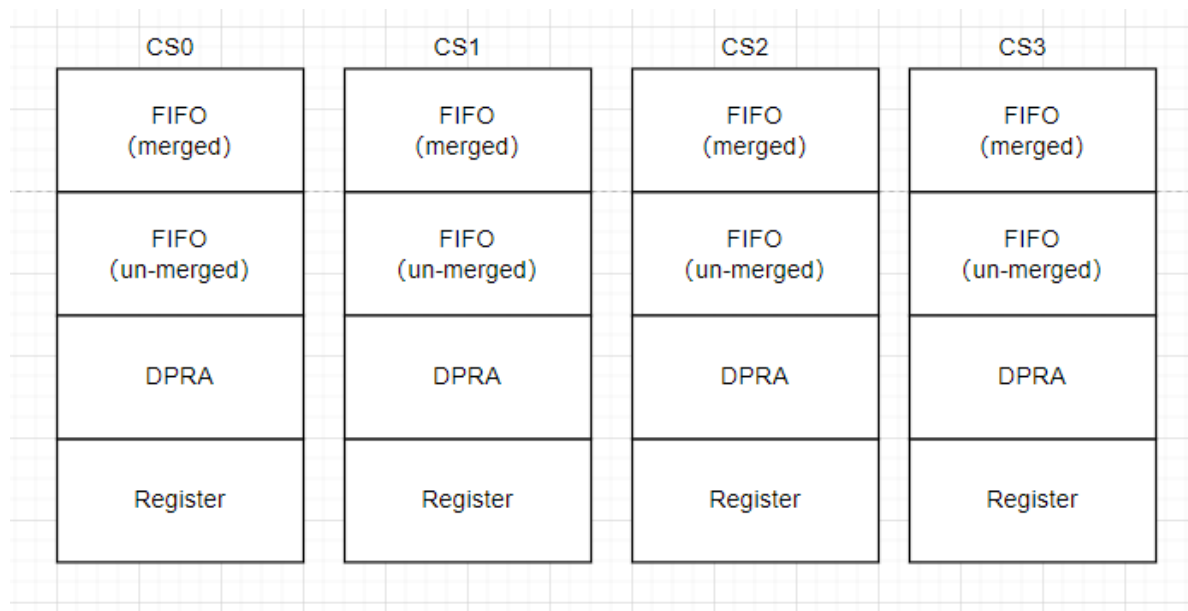 CS0
CS1
CS2
CS3
FIFO
(merged)
FIFO
(merged)
FIFO
(merged)
FIFO
(merged)
FIFO
(un-merged)
FIFO
(un-merged)
FIFO
(un-merged)
FIFO
(un-merged)
DPRA
DPRA
DPRA
DPRA
Register
Register
Register
Register